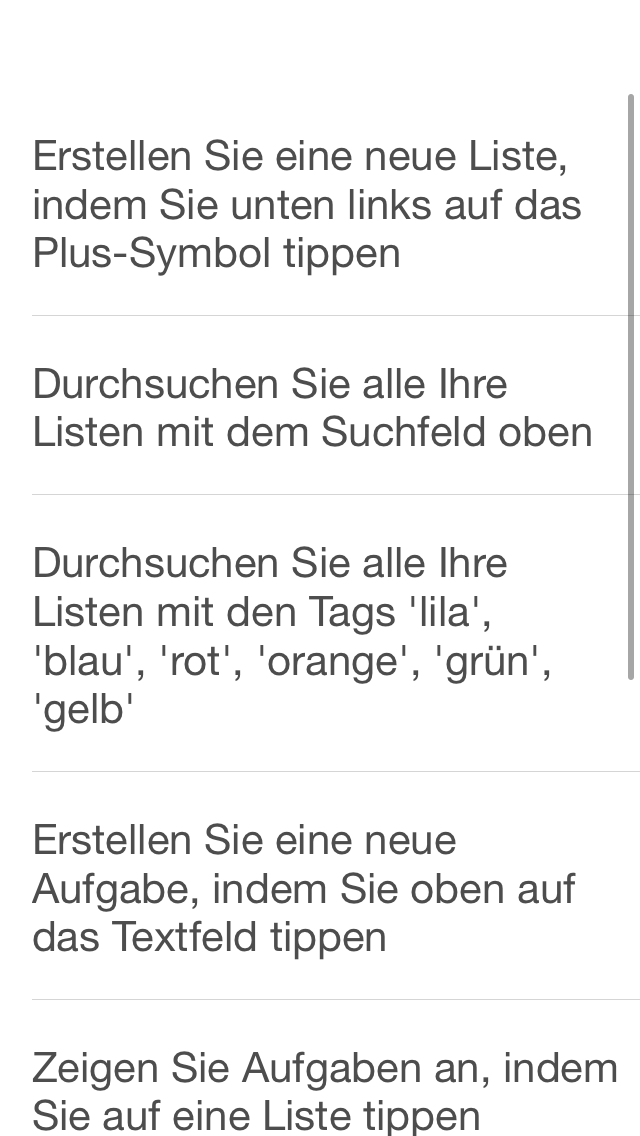 Erstellen Sie eine neue Liste,
indem Sie unten links auf das
Plus-Symbol tippen
Durchsuchen Sie alle Ihre
Listen mit dem Suchfeld oben
Durchsuchen Sie alle Ihre
Listen mit den Tags 'lila',
'blau', 'rot', 'orange', 'grün',
'gelb'
Erstellen Sie eine neue
Aufgabe, indem Sie oben auf
das Textfeld tippen
Zeigen Sie Aufgaben an, indem
Sie auf eine Liste tippen